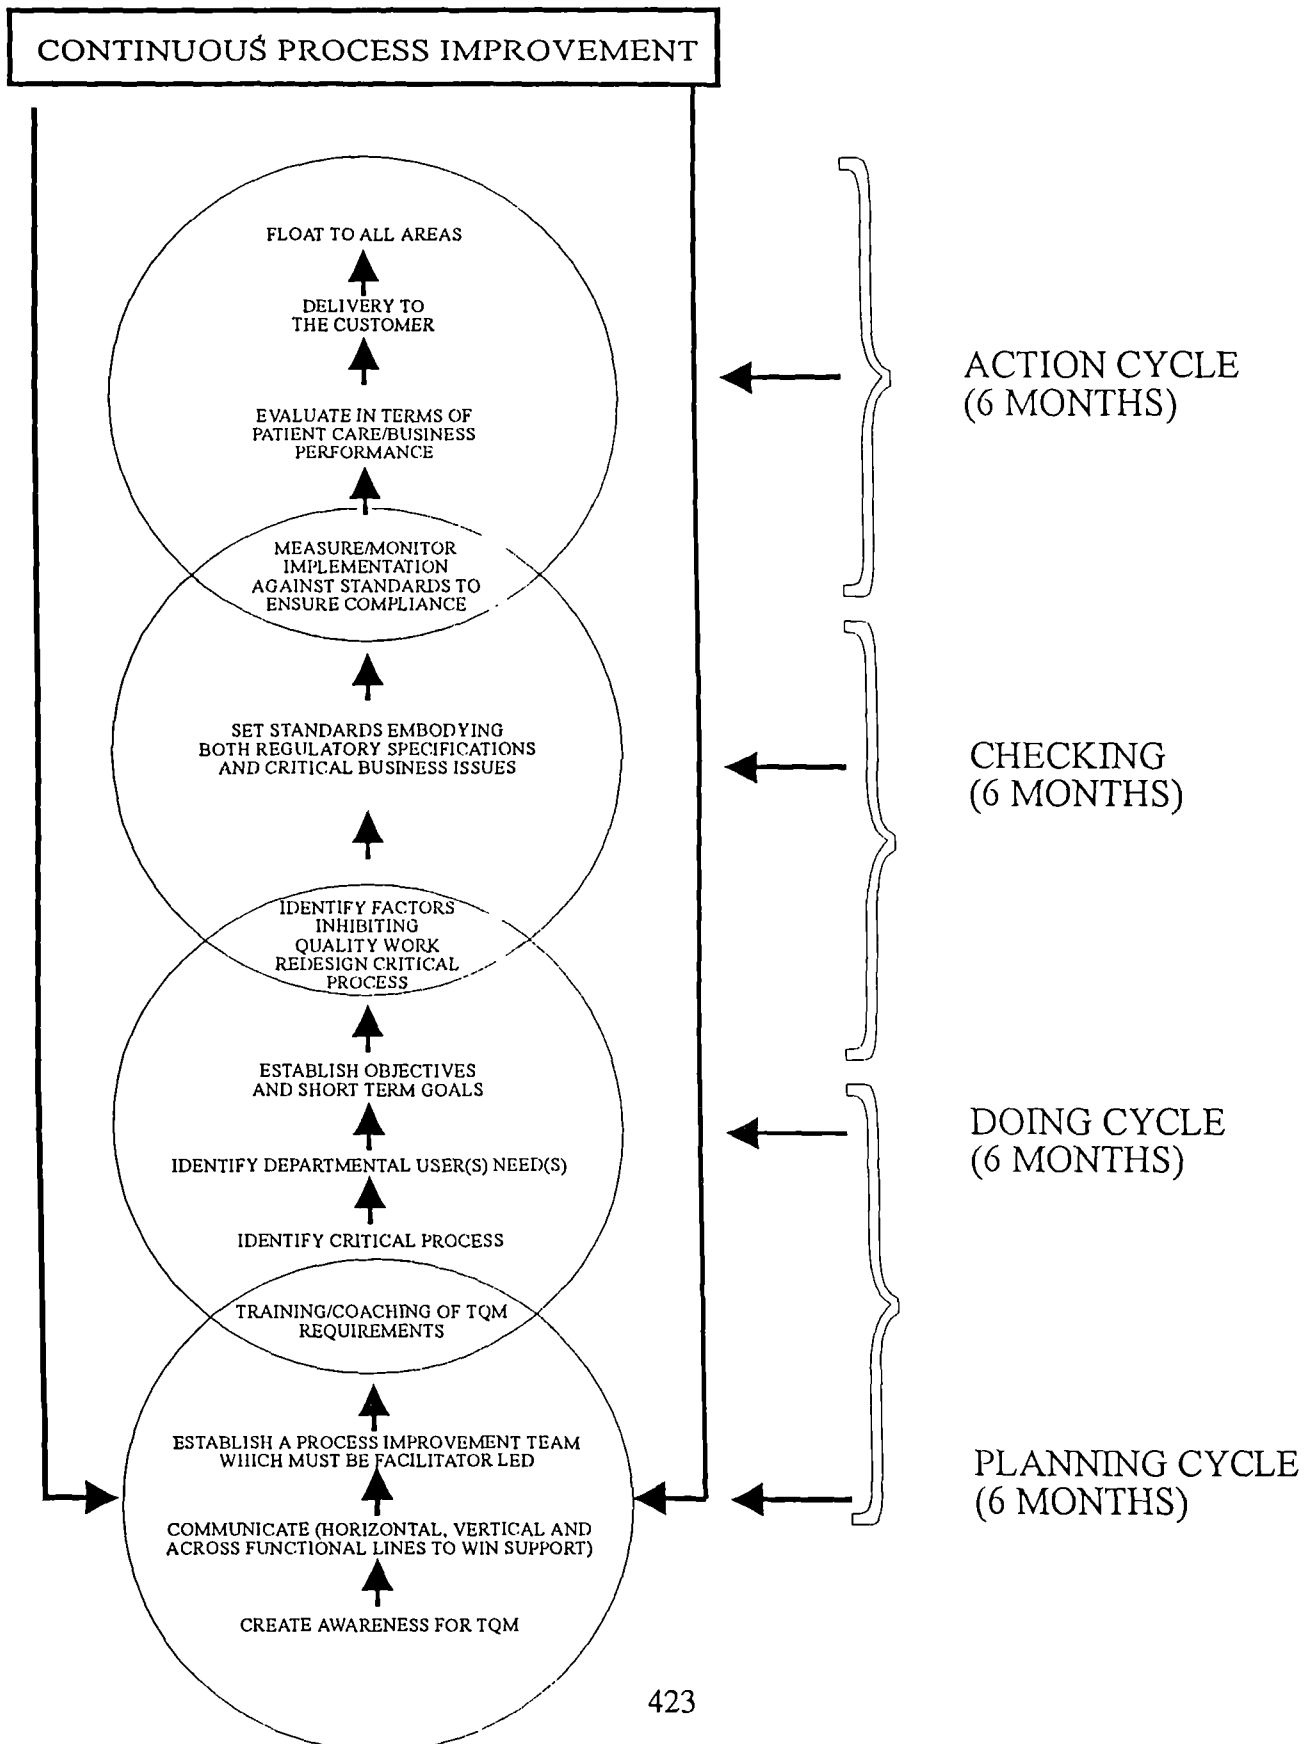 CONTINUOUS PROCESS IMPROVEMENT
FLOAT TO ALL AREAS
DELIVERY TO
THE CUSTOMER
EVALUATE IN TERMS OF
PATIENT CARE/BUSINESS
PERFORMANCE
MEASURE/MONITOR
IMPLEMENTATION
AGAINST STANDARDS TO
ENSURE COMPLIANCE
ACTION CYCLE
(6 MONTHS)
SET STANDARDS EMBODYING
BOTH REGULATORY SPECIFICATIONS
AND CRITICAL BUSINESS ISSUES
CHECKING
(6 MONTHS)
IDENTIFY FACTORS
INHIBITING
QUALITY WORK
REDESIGN CRITICAL
PROCESS
ESTABLISH OBJECTIVES
AND SHORT TERM GOALS
IDENTIFY DEPARTMENTAL USER(S) NEED(S)
IDENTIFY CRITICAL PROCESS
DOING CYCLE
(6 MONTHS)
TRAINING/COACHING OF TQM
REQUIREMENTS
ESTABLISH A PROCESS IMPROVEMENT TEAM
WHICH MUST BE FACILITATOR LED
COMMUNICATE (HORIZONTAL, VERTICAL AND
ACROSS FUNCTIONAL LINES TO WIN SUPPORT)
CREATE AWARENESS FOR TQM
PLANNING CYCLE
(6 MONTHS)
423